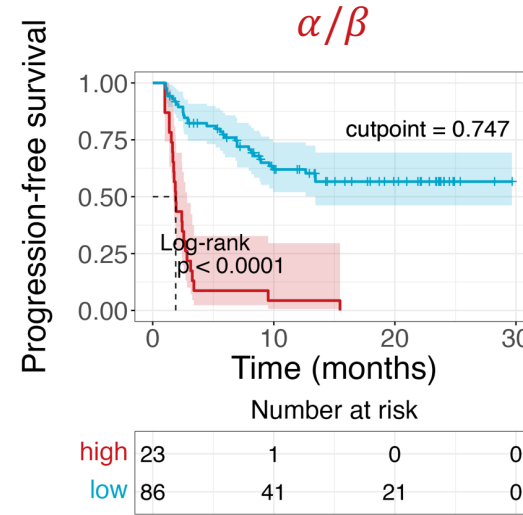 α/β
Progression-free survival
1.00
0.75
0.50
0.25
0.00
cutpoint = 0.747
Log-rank
p < 0.0001
0 10 20 30
Time (months)
Number at risk
high 23 1 0 0
low 86 41 21 0